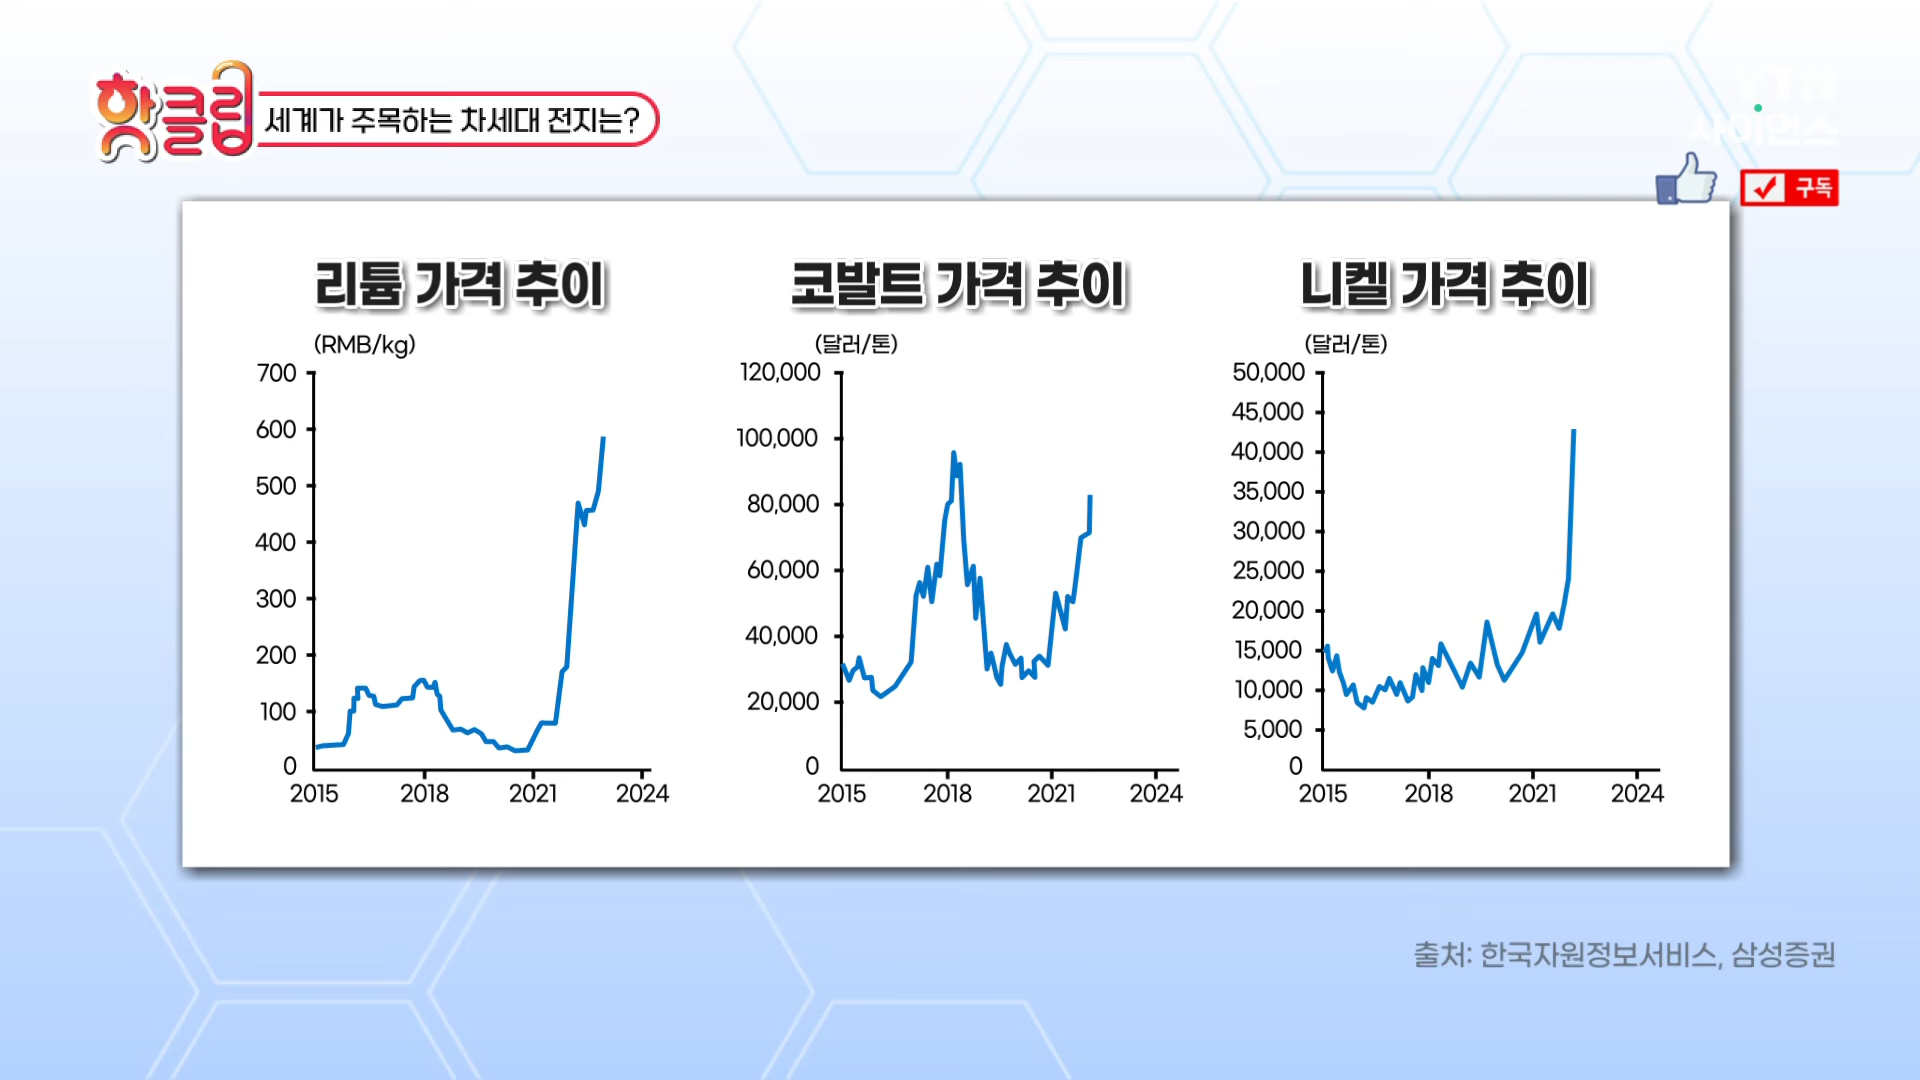 핫클립 세계가 주목하는 차세대 전지는?
YTN
사이언스
구독
리튬 가격 추이
(RMB/kg)
700
600
500
400
300
200
100
0
2015 2018 2021 2024
코발트 가격 추이
(달러/톤)
120,000
100,000
80,000
60,000
40,000
20,000
0
2015 2018 2021 2024
니켈 가격 추이
(달러/톤)
50,000
45,000
40,000
35,000
30,000
25,000
20,000
15,000
10,000
5,000
0
2015 2018 2021 2024
출처: 한국자원정보서비스, 삼성증권